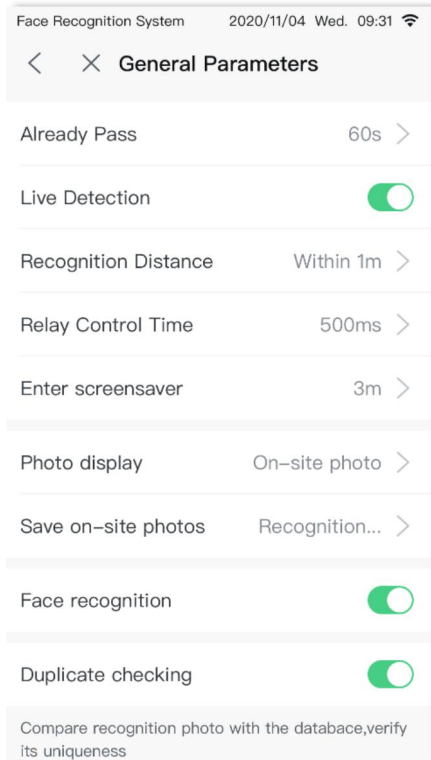 Face Recognition System 2020/11/04 Wed. 09:31
General Parameters
Already Pass 60s
Live Detection
Recognition Distance Within 1m
Relay Control Time 500ms
Enter screensaver 3m
Photo display On-site photo
Save on-site photos Recognition...
Face recognition
Duplicate checking
Compare recognition photo with the databace,verify
its uniqueness